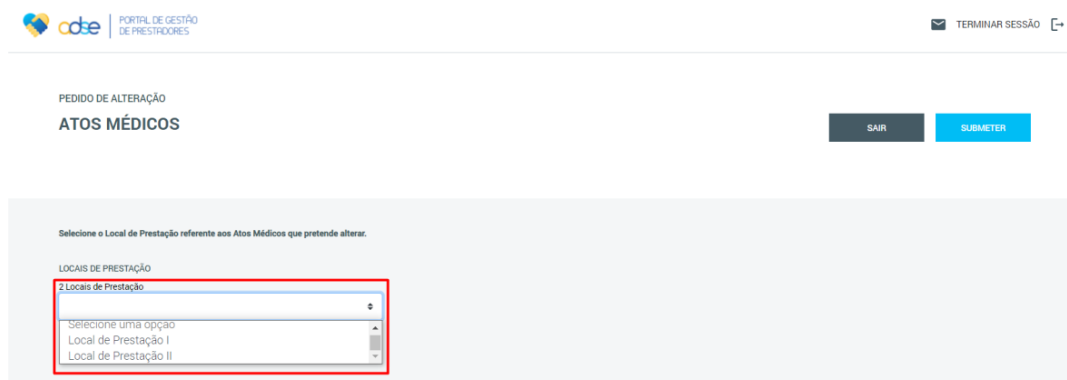 adse
PORTAL DE GESTÃO
DE PRESTADORES
TERMINAR SESSÃO
PEDIDO DE ALTERAÇÃO
ATOS MÉDICOS
SAIR
SUBMETER
Selecione o Local de Prestação referente aos Atos Médicos que pretende alterar.
LOCAIS DE PRESTAÇÃO
2 Locais de Prestação
Selecione uma opção
Local de Prestação I
Local de Prestação II